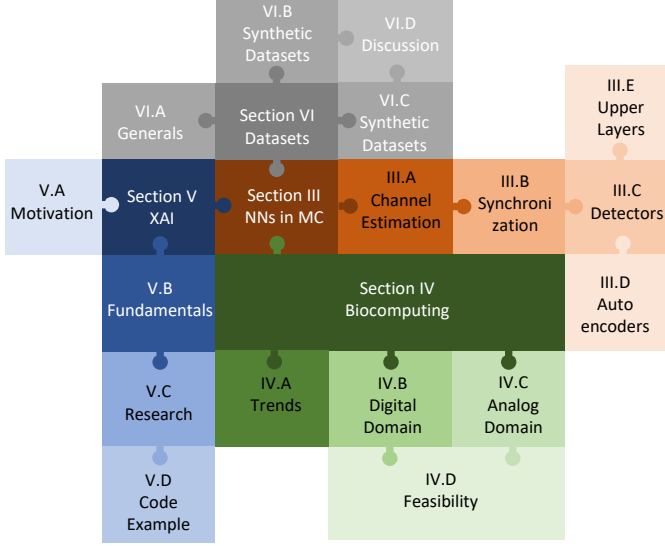 VI.B
Synthetic
Datasets
VI.D
Discussion
VI.A
Generals
Section VI
Datasets
VI.C
Synthetic
Datasets
III.E
Upper
Layers
V.A
Motivation
Section V
XAI
Section III
NNs in MC
III.A
Channel
Estimation
III.B
Synchroni
zation
III.C
Detectors
V.B
Fundamentals
Section IV
Biocomputing
III.D
Auto
encoders
V.C
Research
IV.A
Trends
IV.B
Digital
Domain
IV.C
Analog
Domain
V.D
Code
Example
IV.D
Feasibility